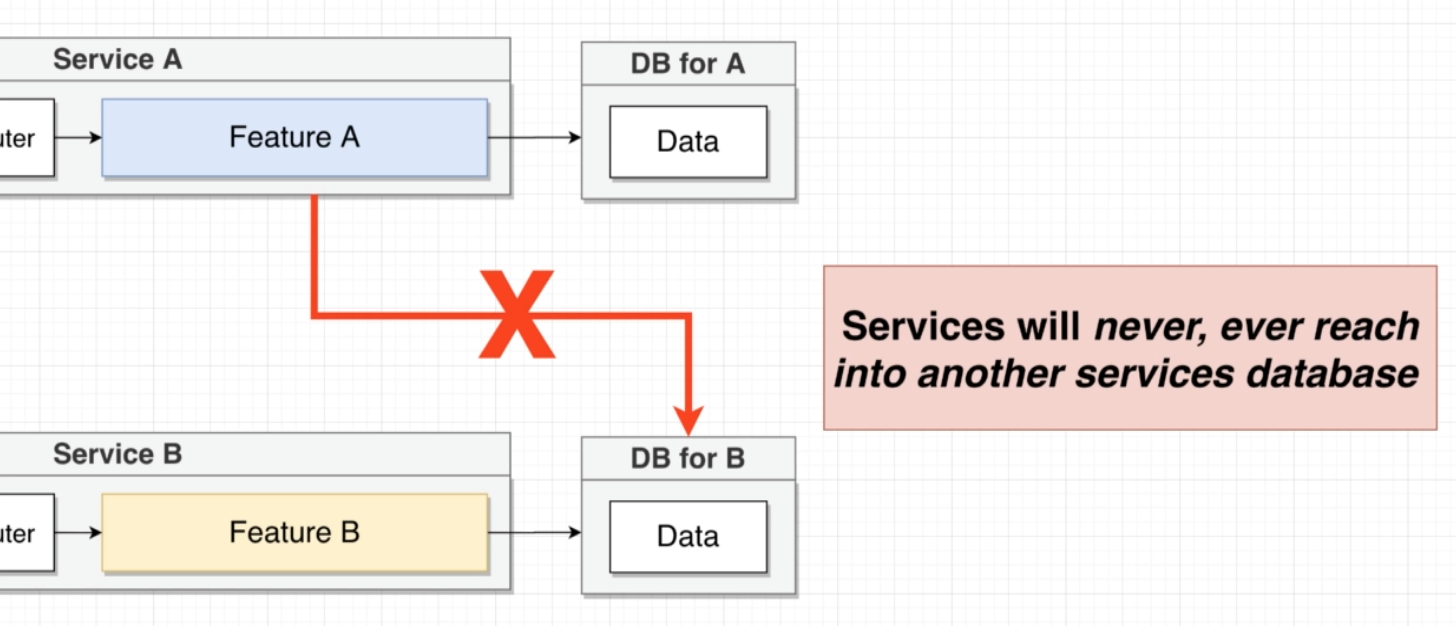 Service A
DB for A
uter
Feature A
Data
X
Services will never, ever reach
into another services database
Service B
DB for B
uter
Feature B
Data